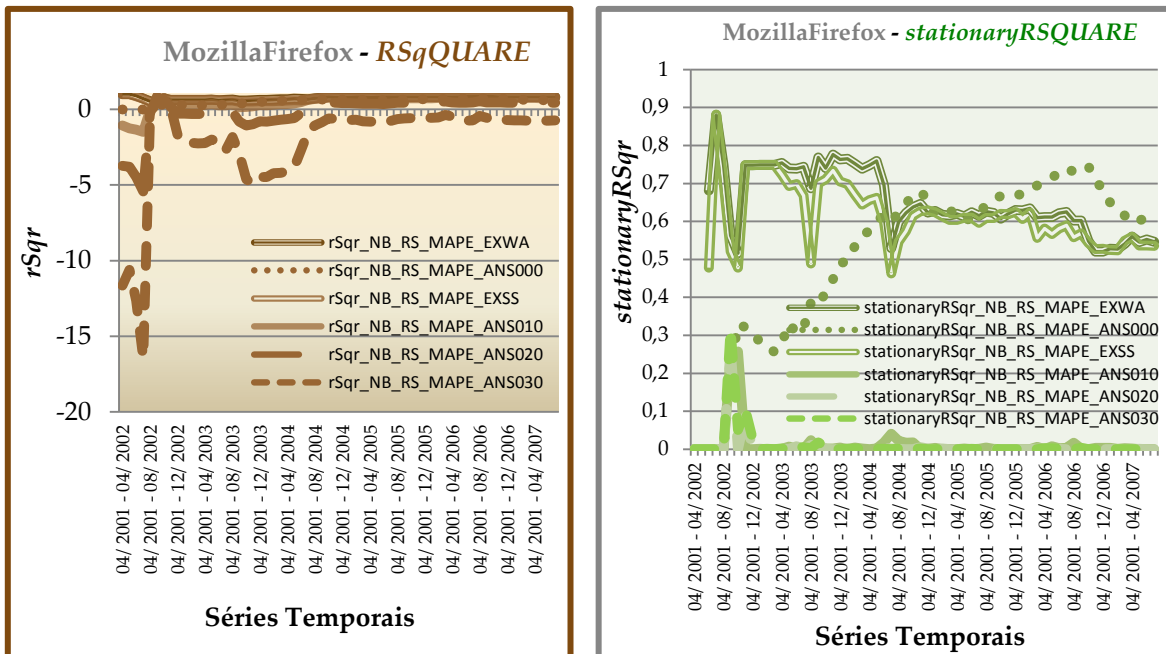 MozillaFirefox - RSqQUARE
rSqr
0
-5
-10
-15
-20
rSqr_NB_RS_MAPE_EXWA
rSqr_NB_RS_MAPE_ANS000
rSqr_NB_RS_MAPE_EXSS
rSqr_NB_RS_MAPE_ANS010
rSqr_NB_RS_MAPE_ANS020
rSqr_NB_RS_MAPE_ANS030
04/ 2001 - 04/ 2002
04/ 2001 - 08/ 2002
04/ 2001 - 12/ 2002
04/ 2001 - 04/ 2003
04/ 2001 - 08/ 2003
04/ 2001 - 12/ 2003
04/ 2001 - 04/ 2004
04/ 2001 - 08/ 2004
04/ 2001 - 12/ 2004
04/ 2001 - 04/ 2005
04/ 2001 - 08/ 2005
04/ 2001 - 12/ 2005
04/ 2001 - 04/ 2006
04/ 2001 - 08/ 2006
04/ 2001 - 12/ 2006
04/ 2001 - 04/ 2007
Séries Temporais
MozillaFirefox - stationaryRSQUARE
stationaryRSqr
1
0,9
0,8
0,7
0,6
0,5
0,4
0,3
0,2
0,1
0
stationaryRSqr_NB_RS_MAPE_EXWA
stationaryRSqr_NB_RS_MAPE_ANS000
stationaryRSqr_NB_RS_MAPE_EXSS
stationaryRSqr_NB_RS_MAPE_ANS010
stationaryRSqr_NB_RS_MAPE_ANS020
stationaryRSqr_NB_RS_MAPE_ANS030
04/ 2001 - 04/ 2002
04/ 2001 - 08/ 2002
04/ 2001 - 12/ 2002
04/ 2001 - 04/ 2003
04/ 2001 - 08/ 2003
04/ 2001 - 12/ 2003
04/ 2001 - 04/ 2004
04/ 2001 - 08/ 2004
04/ 2001 - 12/ 2004
04/ 2001 - 04/ 2005
04/ 2001 - 08/ 2005
04/ 2001 - 12/ 2005
04/ 2001 - 04/ 2006
04/ 2001 - 08/ 2006
04/ 2001 - 12/ 2006
04/ 2001 - 04/ 2007
Séries Temporais